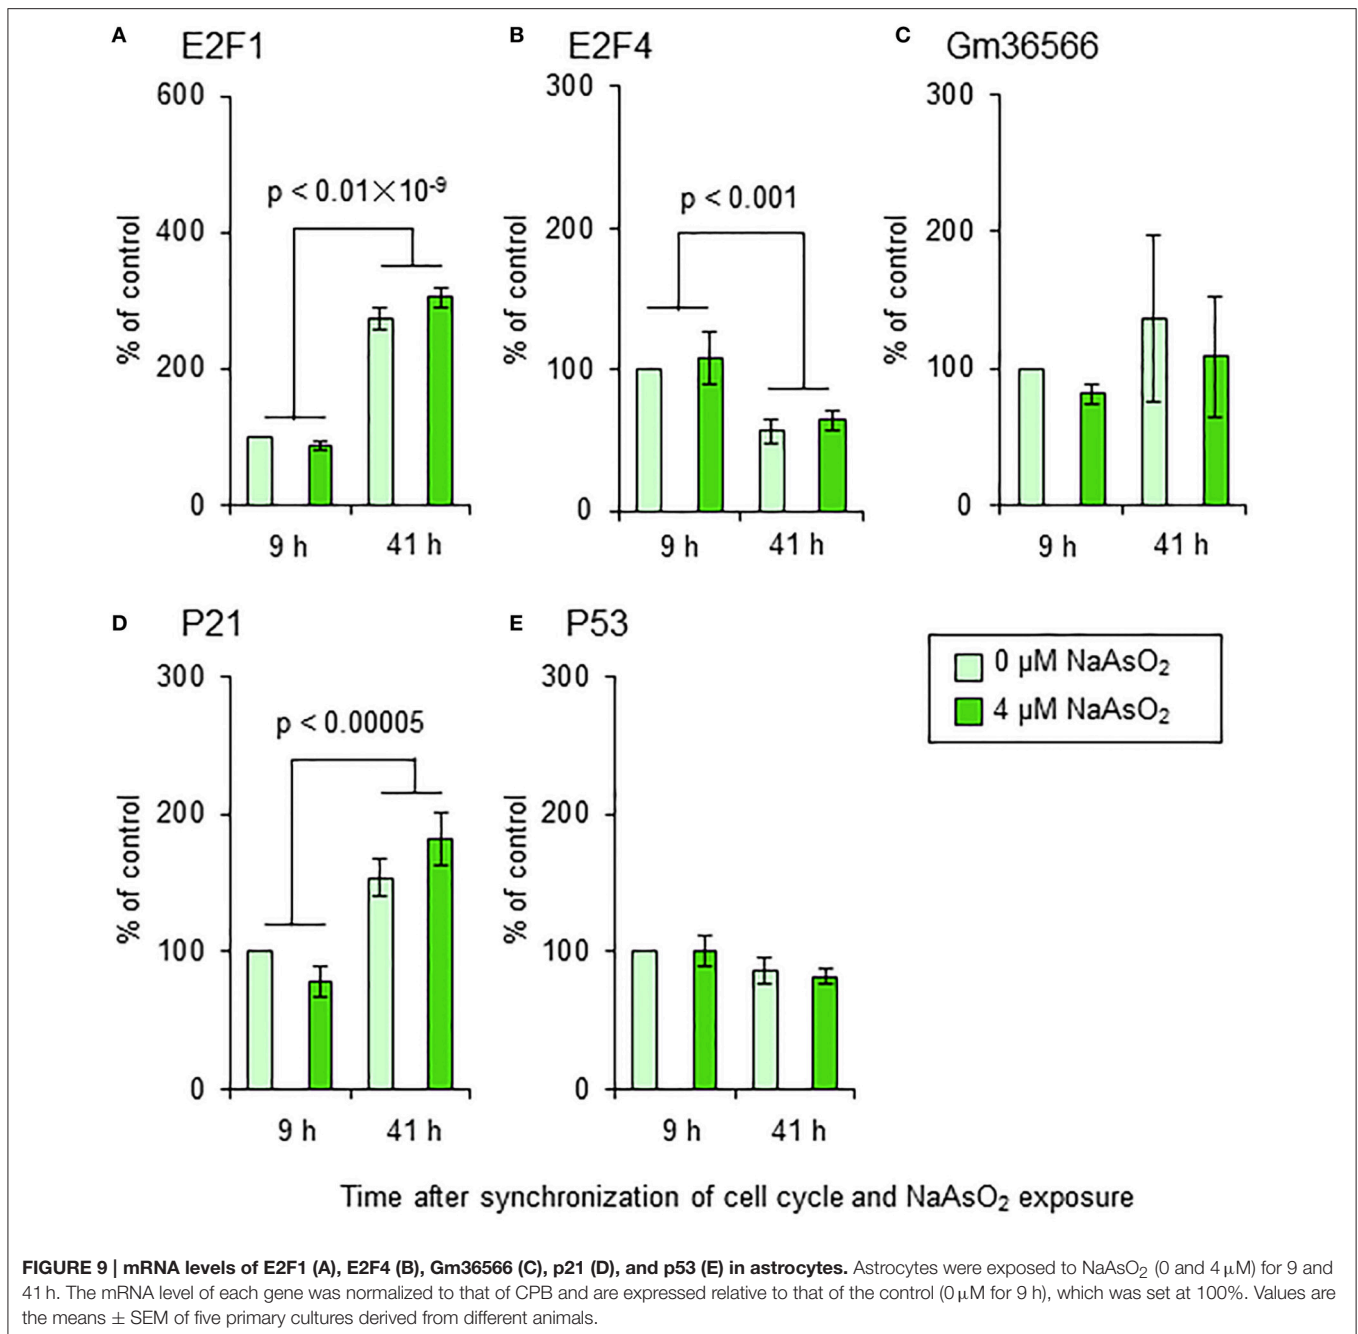 A E2F1
600
400
200
0
% of control
p < 0.01×10⁻⁹
9 h 41 h
B E2F4
300
200
100
0
% of control
p < 0.001
9 h 41 h
C Gm36566
300
200
100
0
% of control
9 h 41 h
D P21
300
200
100
0
% of control
p < 0.00005
9 h 41 h
E P53
300
200
100
0
% of control
9 h 41 h
0 µM NaAsO₂
4 µM NaAsO₂
Time after synchronization of cell cycle and NaAsO₂ exposure
FIGURE 9 | mRNA levels of E2F1 (A), E2F4 (B), Gm36566 (C), p21 (D), and p53 (E) in astrocytes. Astrocytes were exposed to NaAsO₂ (0 and 4 µM) for 9 and
41 h. The mRNA level of each gene was normalized to that of CPB and are expressed relative to that of the control (0 µM for 9 h), which was set at 100%. Values are
the means ± SEM of five primary cultures derived from different animals.